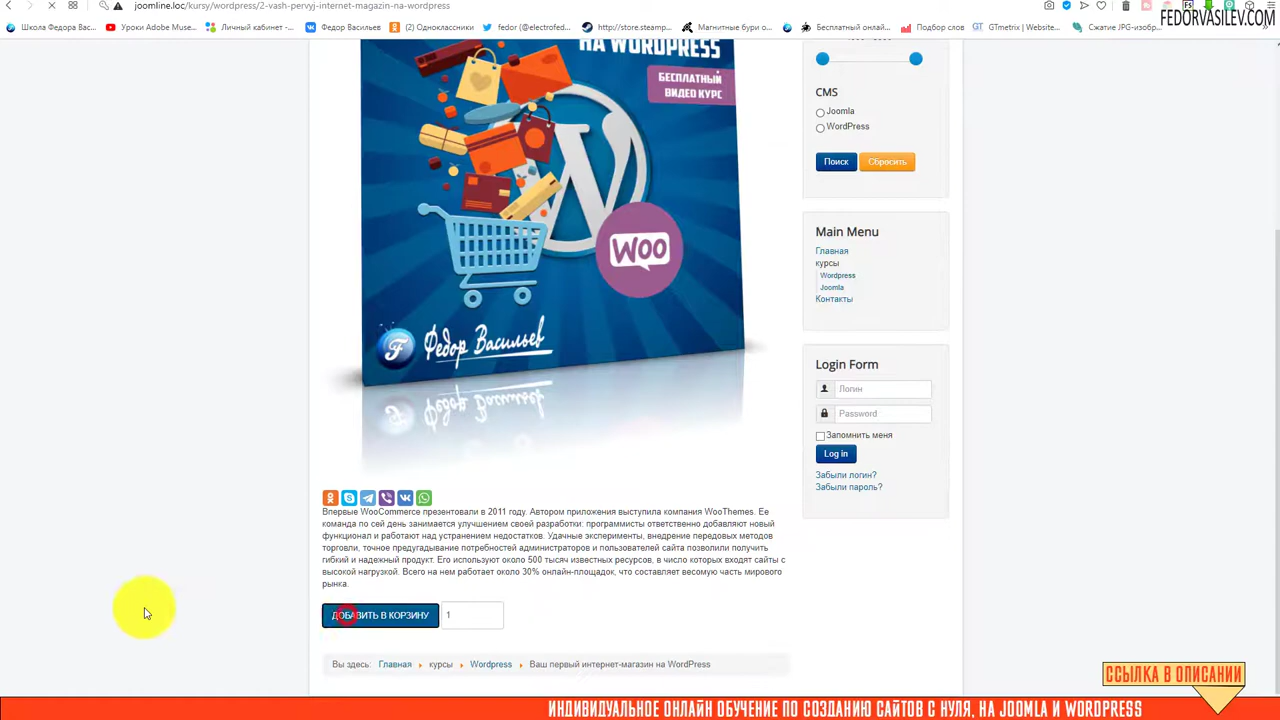 joomline.loc/kursy/wordpress/2-vash-pervyj-internet-magazin-na-wordpress
FEDORVASILEV.COM
Школа Федора Вас...
Уроки Adobe Muse...
Личный кабинет -...
Федор Васильев
(2) Одноклассники
fedor (@electrofed...
http://store.steamp...
Магнитные бури о...
Бесплатный онлай...
Подбор слов
GTmetrix | Website...
Сжатие JPG-изобр...
НА WORDPRESS
БЕСПЛАТНЫЙ
ВИДЕО КУРС
WOO
Федор Васильев
CMS
Joomla
WordPress
Поиск
Сбросить
Main Menu
Главная
курсы
Wordpress
Joomla
Контакты
Login Form
Логин
Password
Запомнить меня
Log in
Забыли логин?
Забыли пароль?
Впервые WooCommerce презентовали в 2011 году. Автором приложения выступила компания WooThemes. Ее
команда по сей день занимается улучшением своей разработки: программисты ответственно добавляют новый
функционал и работают над устранением недостатков. Удачные эксперименты, внедрение передовых методов
торговли, точное предугадывание потребностей администраторов и пользователей сайта позволили получить
гибкий и надежный продукт. Его используют около 500 тысяч известных ресурсов, в число которых входят сайты с
высокой нагрузкой. Всего на нем работает около 30% онлайн-площадок, что составляет весомую часть мирового
рынка.
ДОБАВИТЬ В КОРЗИНУ
1
Вы здесь: Главная курсы Wordpress Ваш первый интернет-магазин на WordPress
ССЫЛКА В ОПИСАНИИ
ИНДИВИДУАЛЬНОЕ ОНЛАЙН ОБУЧЕНИЕ ПО СОЗДАНИЮ САЙТОВ С НУЛЯ, НА JOOMLA И WORDPRESS